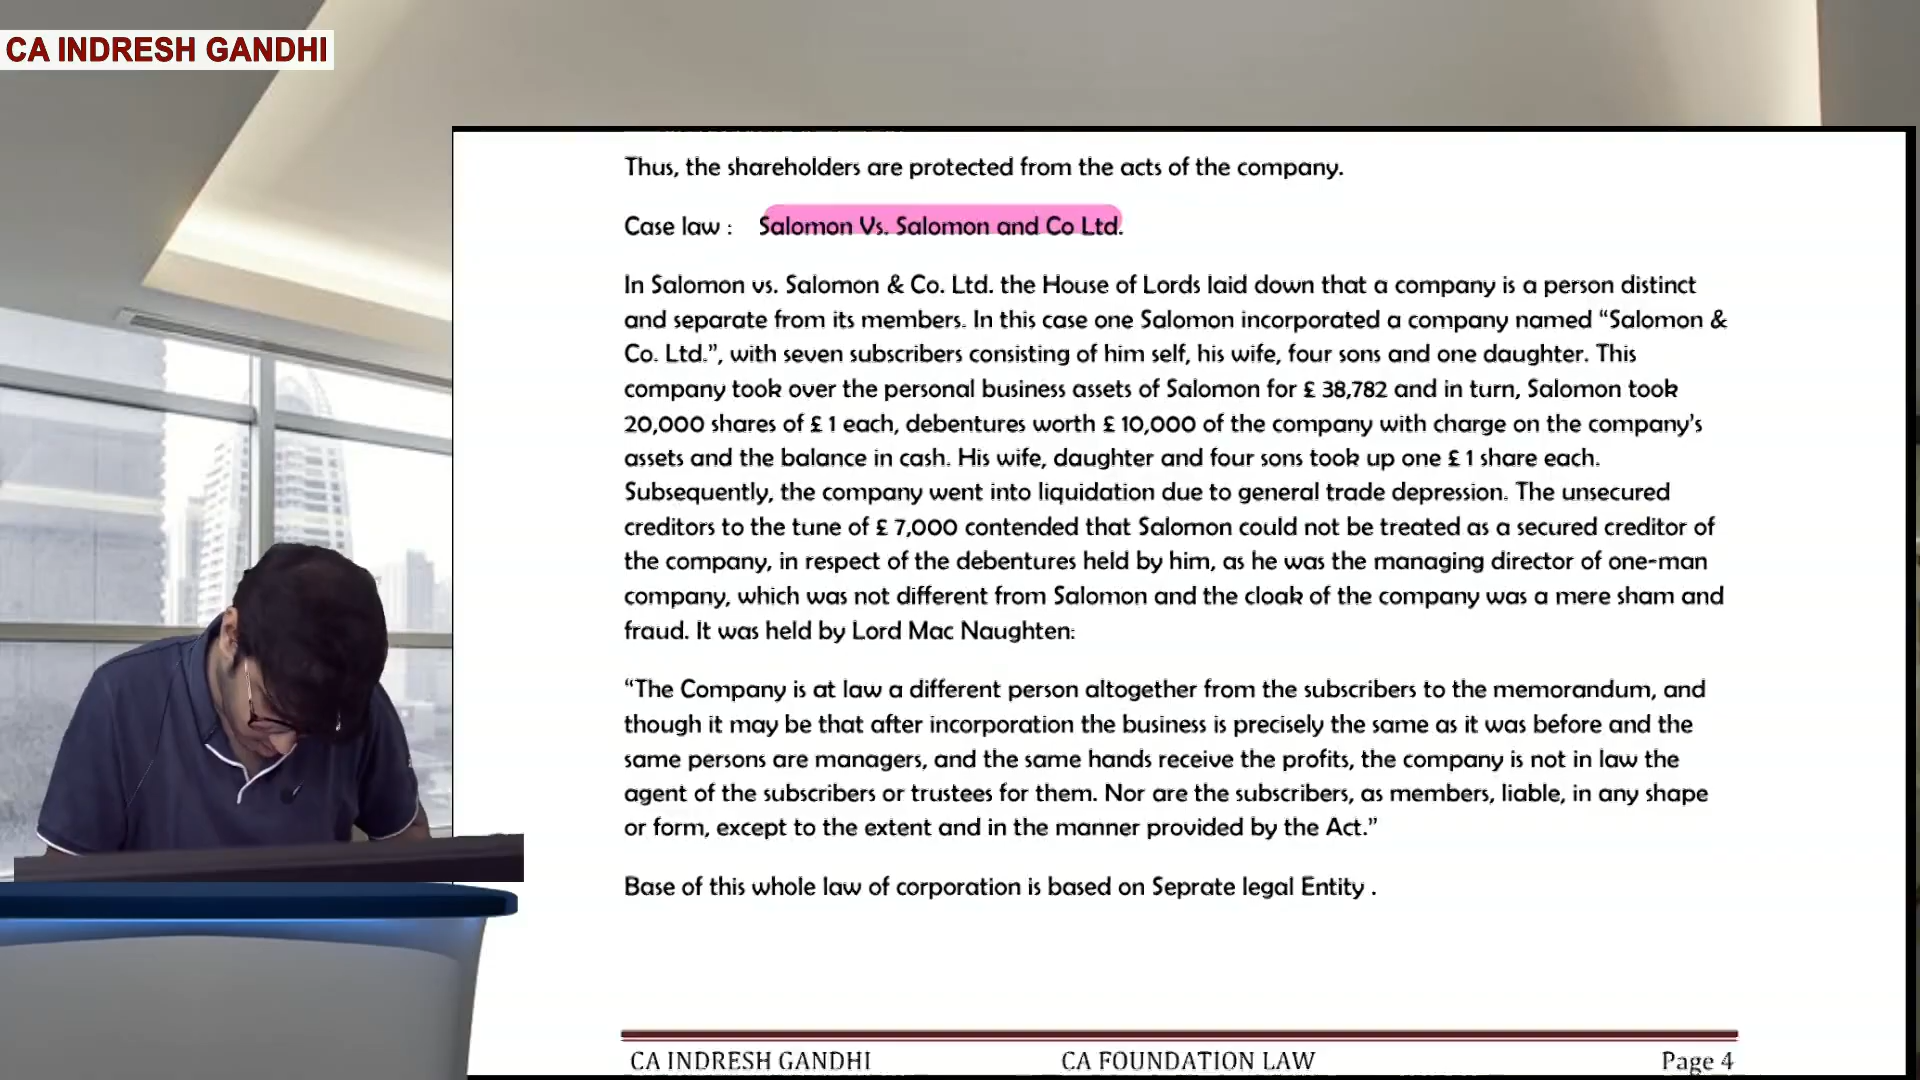 CA INDRESH GANDHI
Thus, the shareholders are protected from the acts of the company.
Case law : Salomon Vs. Salomon and Co Ltd.
In Salomon vs. Salomon & Co. Ltd. the House of Lords laid down that a company is a person distinct
and separate from its members. In this case one Salomon incorporated a company named “Salomon &
Co. Ltd.”, with seven subscribers consisting of him self, his wife, four sons and one daughter. This
company took over the personal business assets of Salomon for £ 38,782 and in turn, Salomon took
20,000 shares of £ 1 each, debentures worth £ 10,000 of the company with charge on the company’s
assets and the balance in cash. His wife, daughter and four sons took up one £ 1 share each.
Subsequently, the company went into liquidation due to general trade depression. The unsecured
creditors to the tune of £ 7,000 contended that Salomon could not be treated as a secured creditor of
the company, in respect of the debentures held by him, as he was the managing director of one-man
company, which was not different from Salomon and the cloak of the company was a mere sham and
fraud. It was held by Lord Mac Naughten:
“The Company is at law a different person altogether from the subscribers to the memorandum, and
though it may be that after incorporation the business is precisely the same as it was before and the
same persons are managers, and the same hands receive the profits, the company is not in law the
agent of the subscribers or trustees for them. Nor are the subscribers, as members, liable, in any shape
or form, except to the extent and in the manner provided by the Act.”
Base of this whole law of corporation is based on Seprate legal Entity .
CA INDRESH GANDHI CA FOUNDATION LAW Page 4